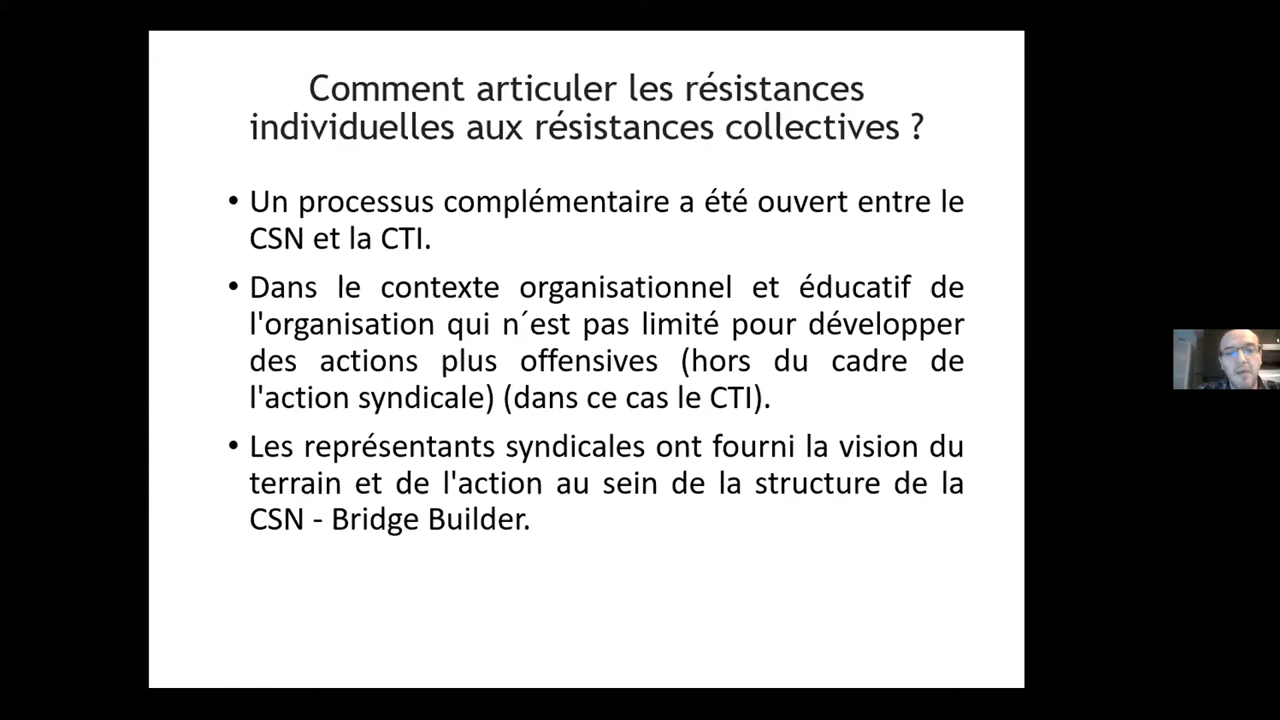 Comment articuler les résistances
individuelles aux résistances collectives ?
• Un processus complémentaire a été ouvert entre le
CSN et la CTI.
• Dans le contexte organisationnel et éducatif de
l'organisation qui n´est pas limité pour développer
des actions plus offensives (hors du cadre de
l'action syndicale) (dans ce cas le CTI).
• Les représentants syndicales ont fourni la vision du
terrain et de l'action au sein de la structure de la
CSN - Bridge Builder.